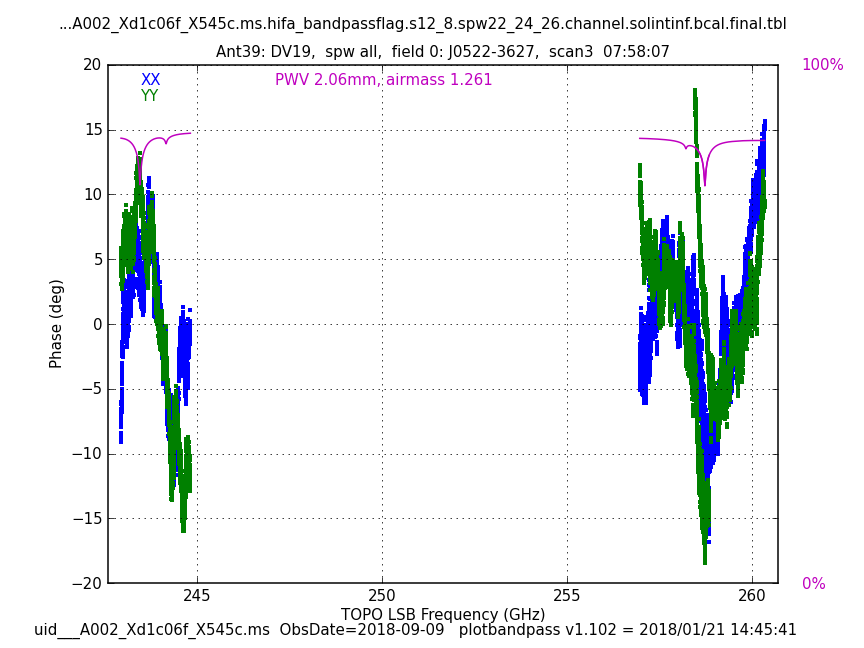 ...A002_Xd1c06f_X545c.ms.hifa_bandpassflag.s12_8.spw22_24_26.channel.solintinf.bcal.final.tbl
Ant39: DV19,  spw all,  field 0: J0522-3627,  scan3  07:58:07
XX
YY
PWV 2.06mm, airmass 1.261
100%
0%
20
15
10
5
0
−5
−10
−15
−20
Phase (deg)
245
250
255
260
TOPO LSB Frequency (GHz)
uid___A002_Xd1c06f_X545c.ms  ObsDate=2018-09-09   plotbandpass v1.102 = 2018/01/21 14:45:41